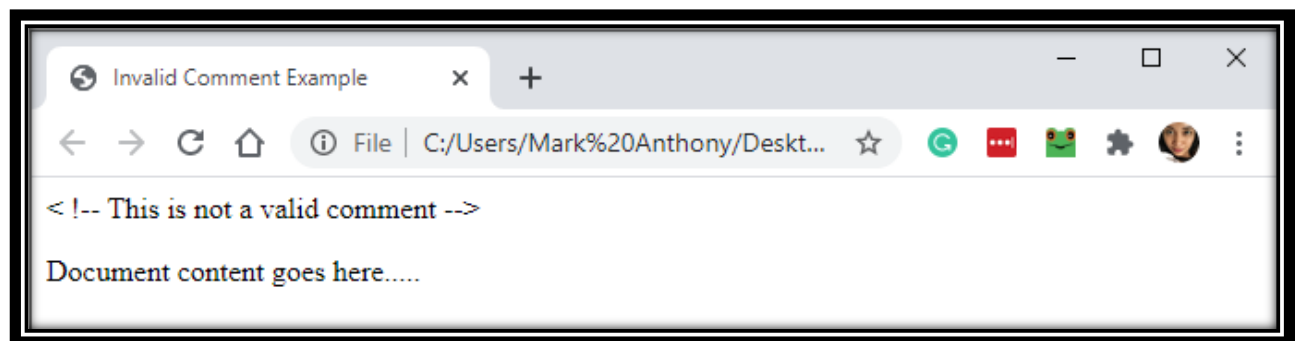 Invalid Comment Example
File | C:/Users/Mark%20Anthony/Deskt...
< !-- This is not a valid comment -->
Document content goes here.....